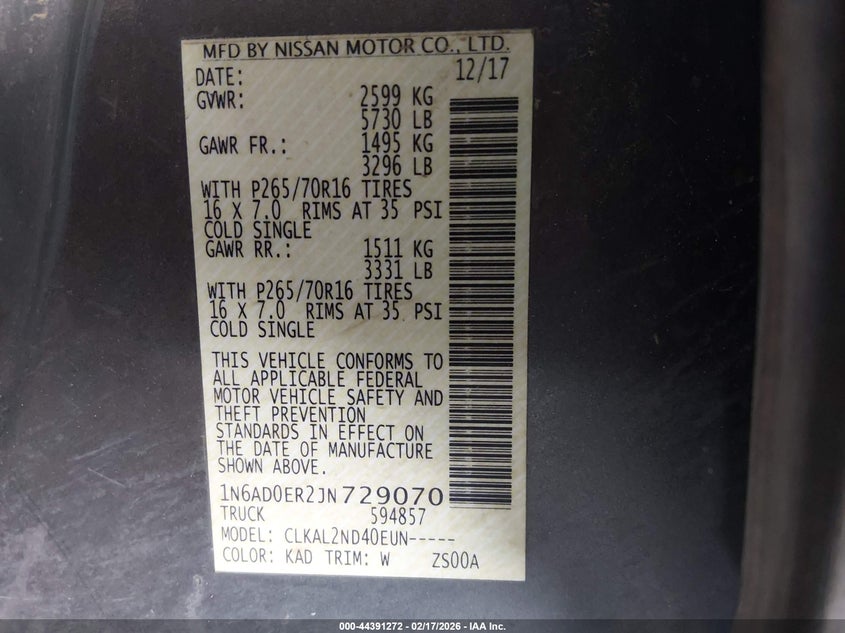 MFD BY NISSAN MOTOR CO., LTD.
DATE: 12/17
GVWR: 2599 KG
5730 LB
GAWR FR.: 1495 KG
3296 LB
WITH P265/70R16 TIRES
16 X 7.0 RIMS AT 35 PSI
COLD SINGLE
GAWR RR.: 1511 KG
3331 LB
WITH P265/70R16 TIRES
16 X 7.0 RIMS AT 35 PSI
COLD SINGLE
THIS VEHICLE CONFORMS TO
ALL APPLICABLE FEDERAL
MOTOR VEHICLE SAFETY AND
THEFT PREVENTION
STANDARDS IN EFFECT ON
THE DATE OF MANUFACTURE
SHOWN ABOVE.
1N6AD0ER2JN729070
TRUCK 594857
MODEL: CLKAL2ND40EUN-----
COLOR: KAD TRIM: W ZS00A
000-44391272 — 02/17/2026 — IAA Inc.